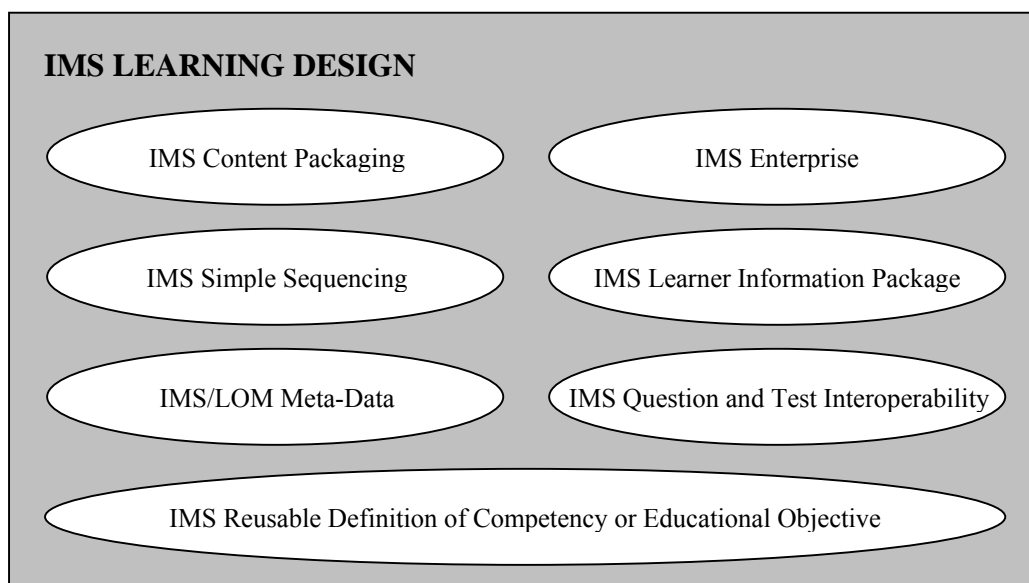 IMS LEARNING DESIGN
IMS Content Packaging
IMS Enterprise
IMS Simple Sequencing
IMS Learner Information Package
IMS/LOM Meta-Data
IMS Question and Test Interoperability
IMS Reusable Definition of Competency or Educational Objective